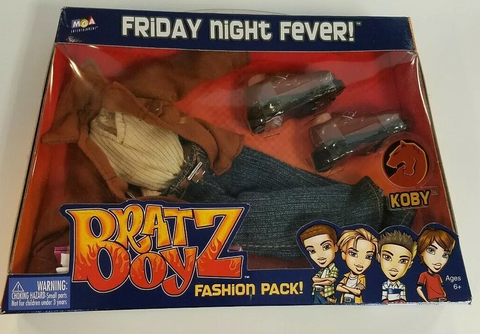 MGA
ENTERTAINMENT
FRIDAY NIGHT FEVER!™
KOBY™
BRATZ
BOYZ™
FASHION PACK!
Ages
6+
WARNING:
CHOKING HAZARD-Small parts
Not for children under 3 years